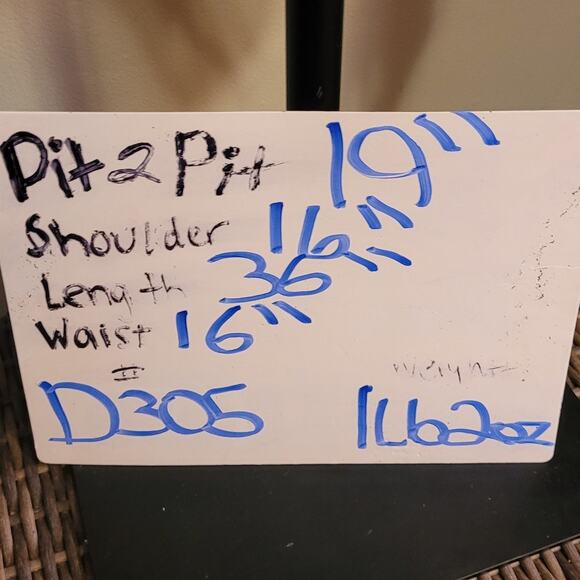 Pit 2 Pit 19"
Shoulder 16"
Length 36"
Waist 16"
#
D305
Weight
1Lb2oz